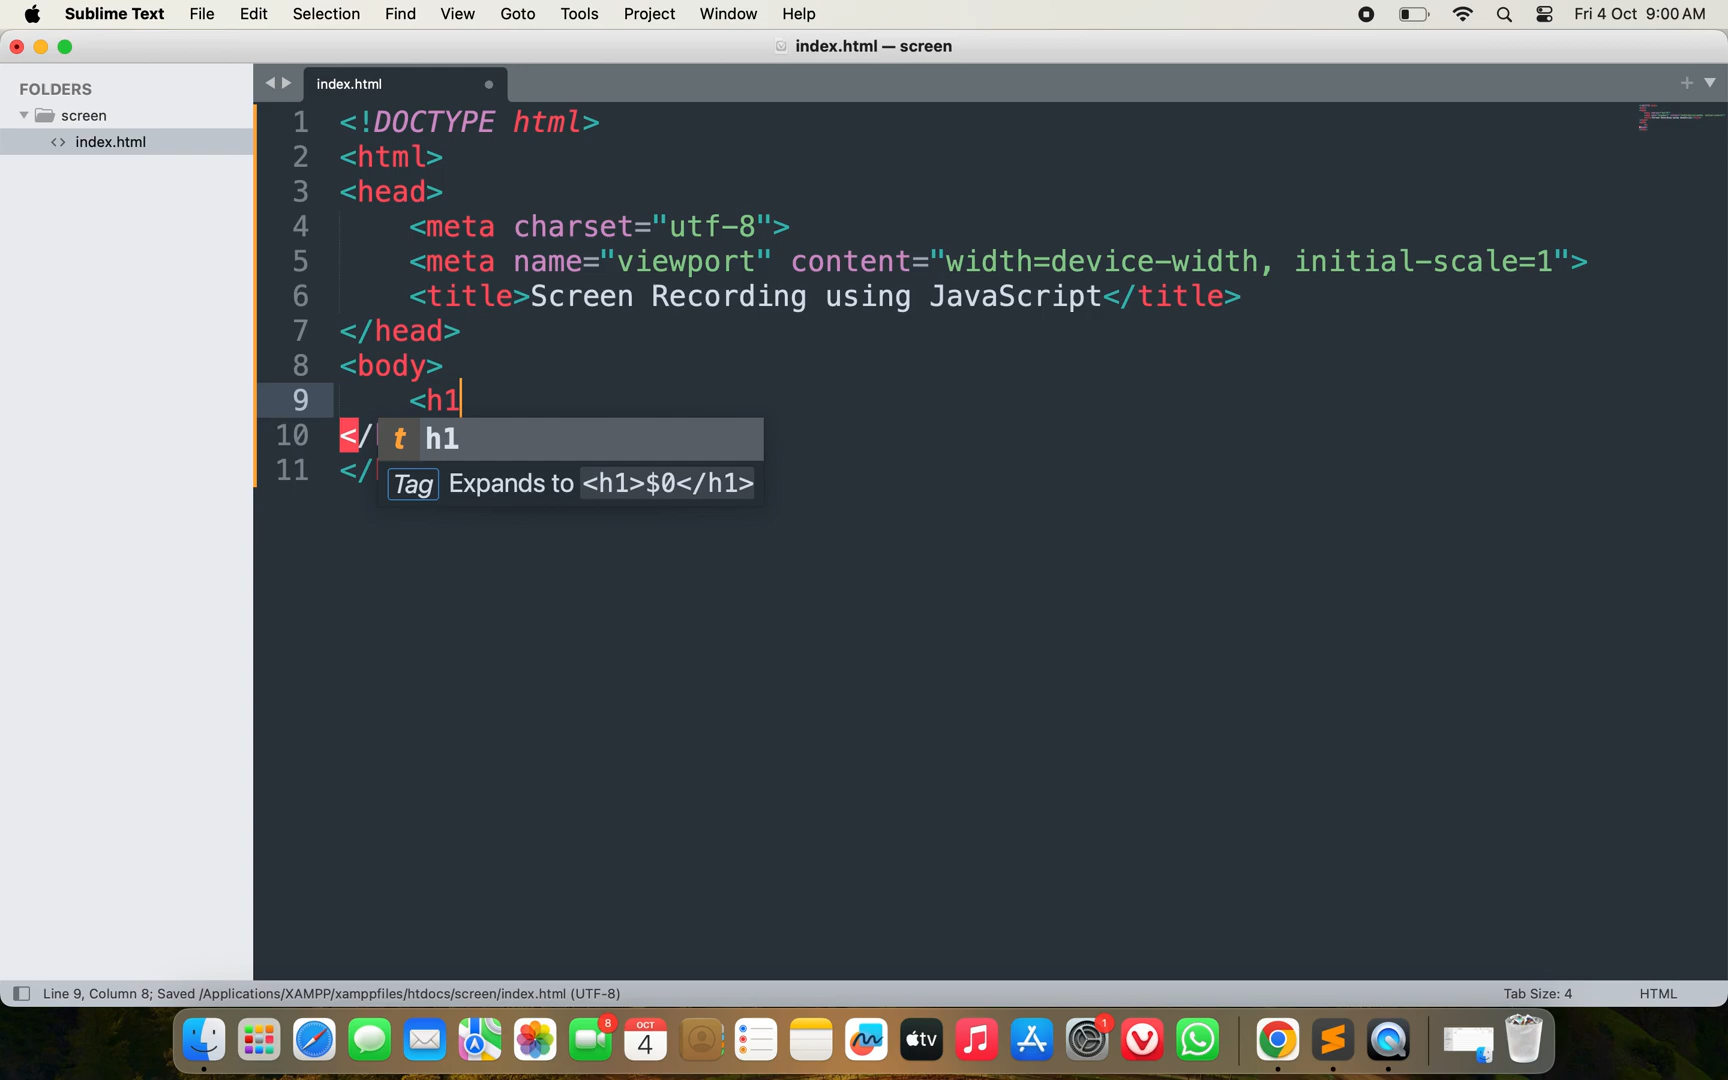 Sublime Text File Edit Selection Find View Goto Tools Project Window Help Fri 4 Oct 9:00 AM
index.html — screen
FOLDERS
screen
index.html
index.html
1 <!DOCTYPE html>
2 <html>
3 <head>
4 <meta charset="utf-8">
5 <meta name="viewport" content="width=device-width, initial-scale=1">
6 <title>Screen Recording using JavaScript</title>
7 </head>
8 <body>
9 <h1
10 </
11 </
t h1
Tag Expands to <h1>$0</h1>
Line 9, Column 8; Saved /Applications/XAMPP/xamppfiles/htdocs/screen/index.html (UTF-8) Tab Size: 4 HTML
8 OCT 4 tv 1